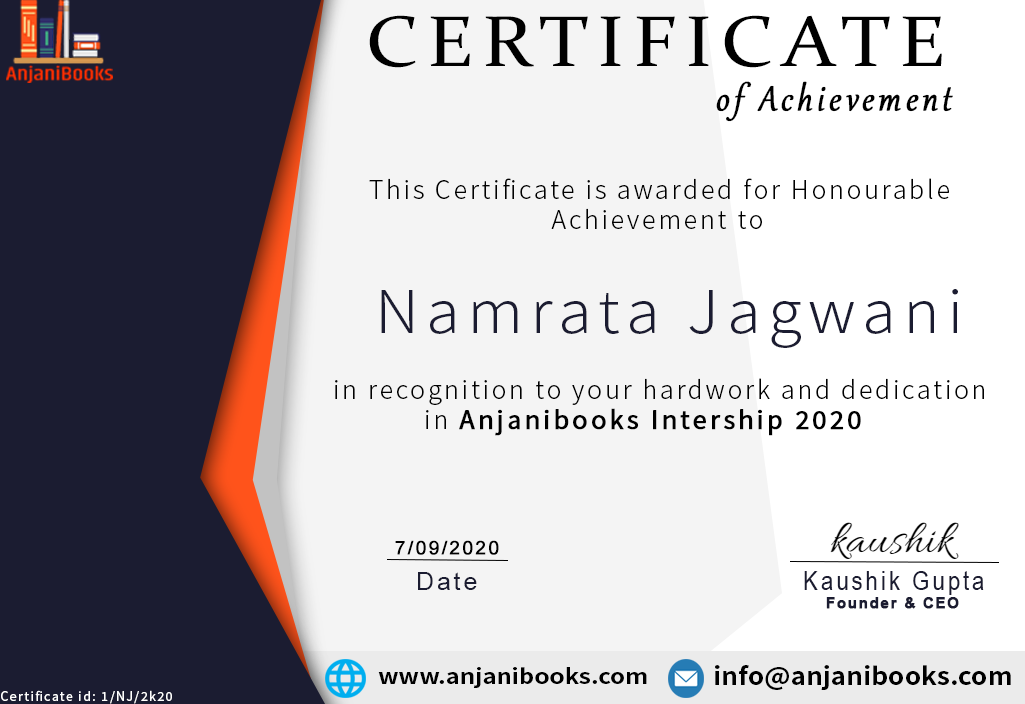 AnjaniBooks
CERTIFICATE
of Achievement
This Certificate is awarded for Honourable
Achievement to
Namrata Jagwani
in recognition to your hardwork and dedication
in Anjanibooks Intership 2020
7/09/2020
Date
kaushik
Kaushik Gupta
Founder & CEO
www.anjanibooks.com
info@anjanibooks.com
Certificate id: 1/NJ/2k20